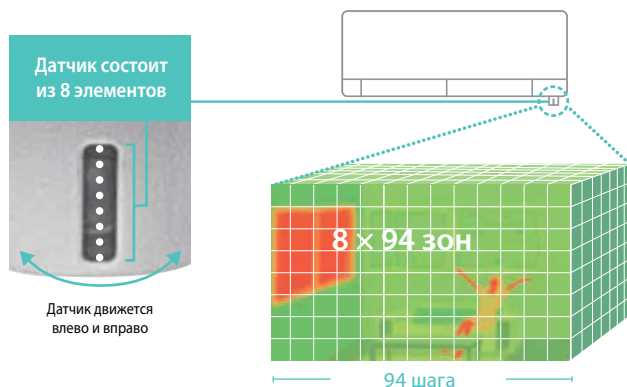 Датчик состоит
из 8 элементов
8 × 94 зон
Датчик движется
влево и вправо
94 шага